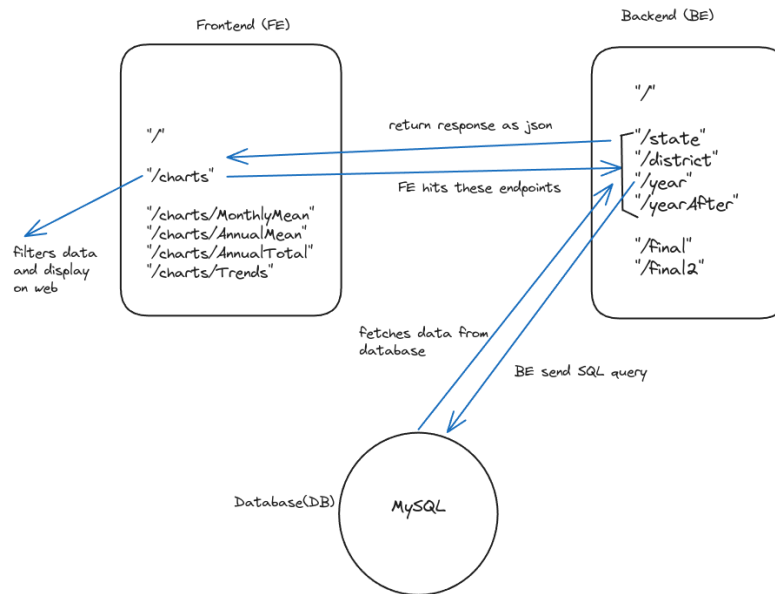 Frontend (FE)
Backend (BE)
"/"
"/charts"
"/charts/MonthlyMean"
"/charts/AnnualMean"
"/charts/AnnualTotal"
"/charts/Trends"
return response as json
FE hits these endpoints
"/"
"/state"
"/district"
"/year"
"/yearAfter"
"/final"
"/final2"
filters data
and display
on web
fetches data from
database
BE send SQL query
Database(DB)
MySQL